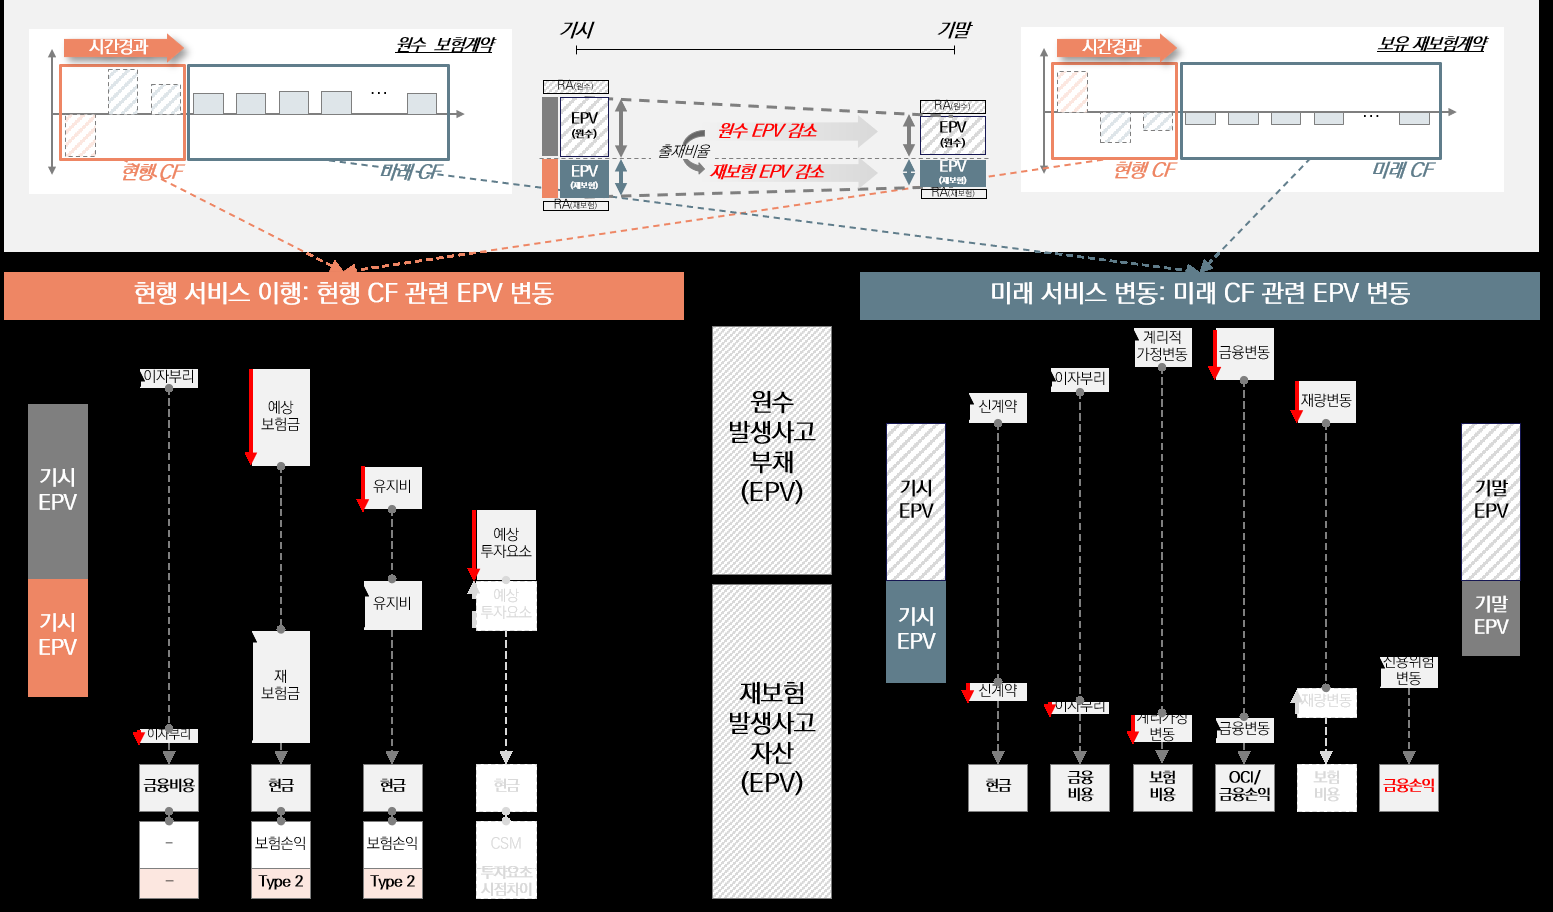 시간경과
원수 보험계약
현행 CF
미래 CF
기시
기말
RA(원수)
EPV
(원수)
EPV
(재보험)
RA(재보험)
출재비율
원수 EPV 감소
재보험 EPV 감소
RA(원수)
EPV
(원수)
EPV
(재보험)
RA(재보험)
시간경과
보유 재보험계약
현행 CF
미래 CF
현행 서비스 이행: 현행 CF 관련 EPV 변동
미래 서비스 변동: 미래 CF 관련 EPV 변동
기시
EPV
기시
EPV
이자부리
예상
보험금
유지비
예상
투자요소
예상
투자요소
유지비
재
보험금
이자부리
금융비용
현금
현금
현금
-
보험손익
보험손익
CSM
-
Type 2
Type 2
투자요소
시점차이
원수
발생사고
부채
(EPV)
재보험
발생사고
자산
(EPV)
기시
EPV
기시
EPV
신계약
이자부리
계리적
가정변동
금융변동
재량변동
신계약
이자부리
계리가정
변동
금융변동
재량변동
신용위험
변동
현금
금융
비용
보험
비용
OCI/
금융손익
보험
비용
금융손익
기말
EPV
기말
EPV